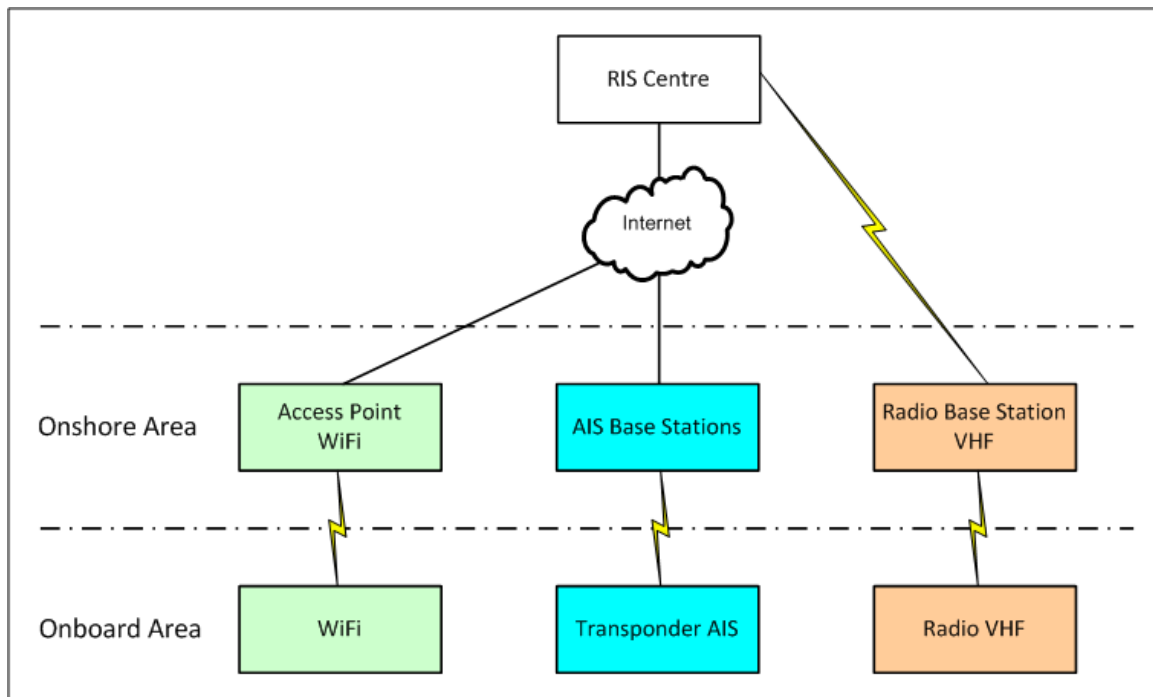 RIS Centre
Internet
Onshore Area
Access Point
WiFi
AIS Base Stations
Radio Base Station
VHF
Onboard Area
WiFi
Transponder AIS
Radio VHF